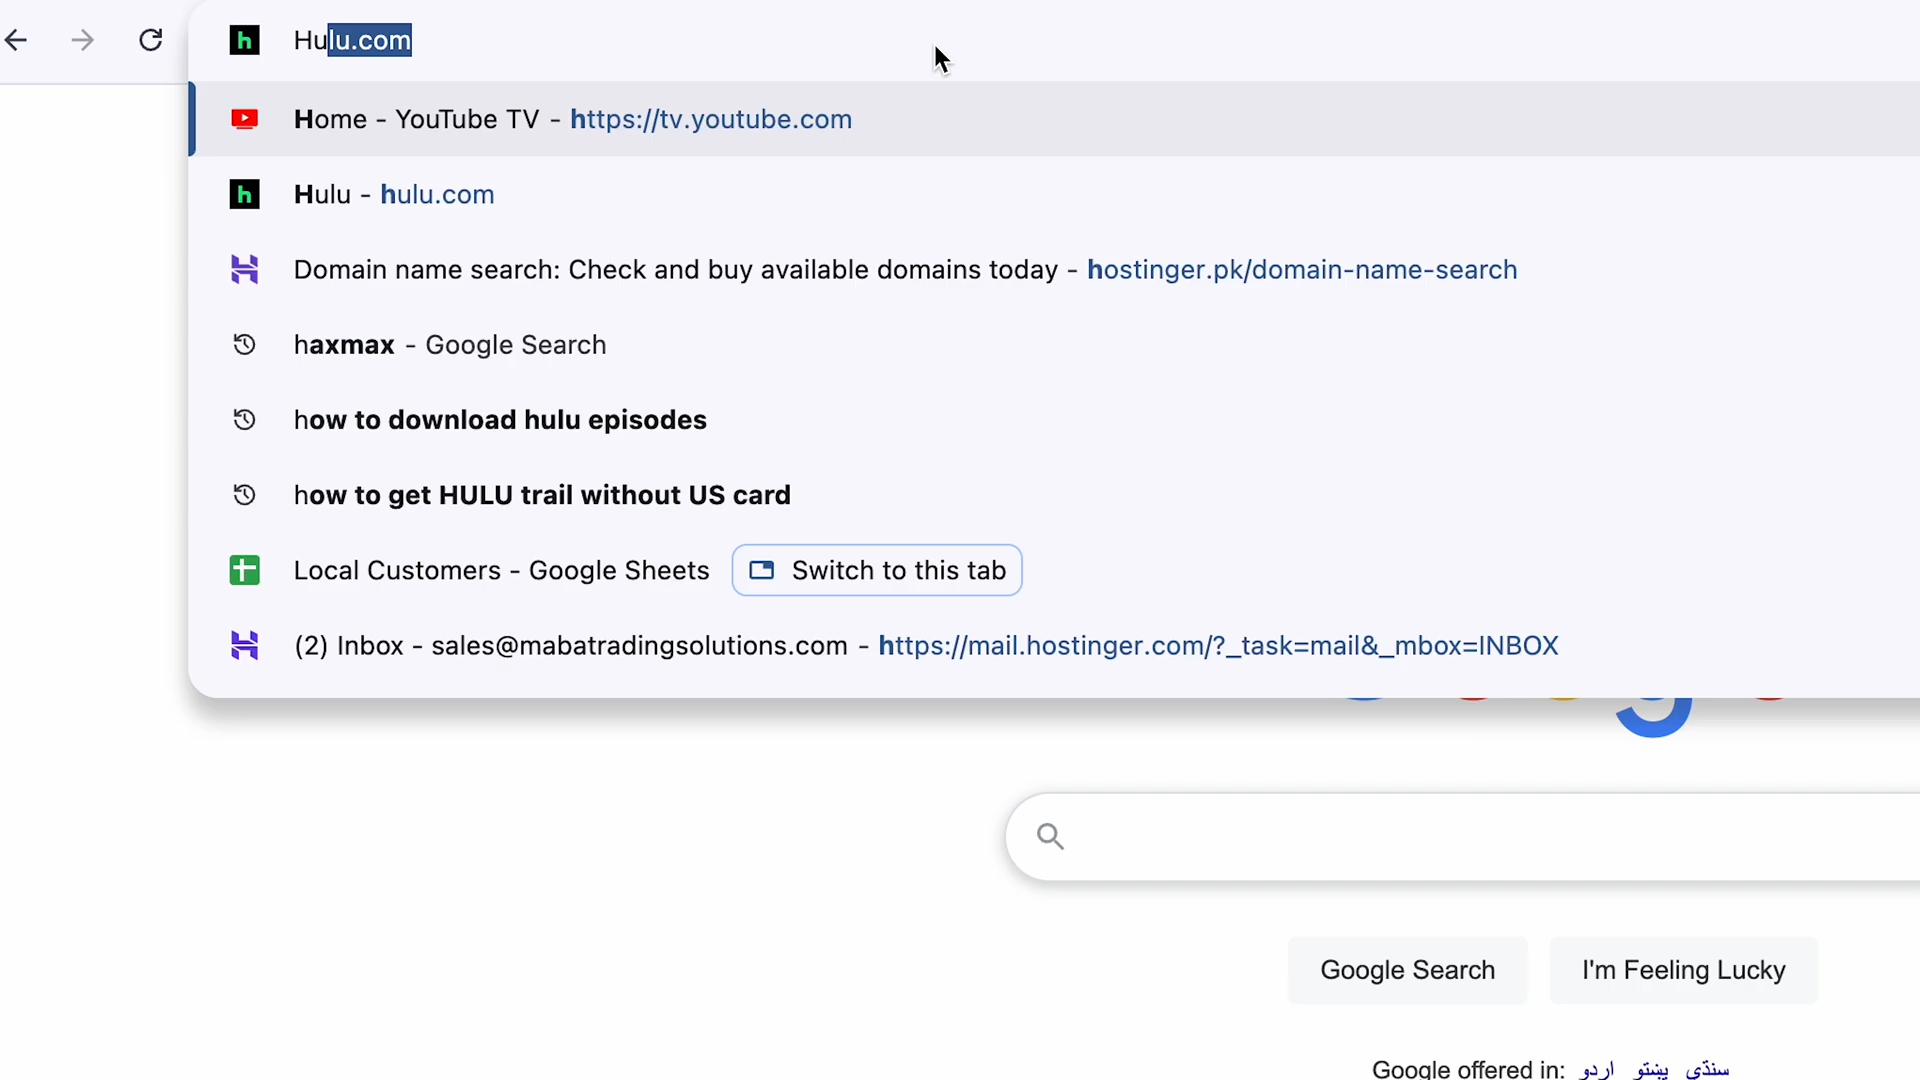 Hulu.com
Home - YouTube TV - https://tv.youtube.com
Hulu - hulu.com
Domain name search: Check and buy available domains today - hostinger.pk/domain-name-search
haxmax - Google Search
how to download hulu episodes
how to get HULU trail without US card
Local Customers - Google Sheets Switch to this tab
(2) Inbox - sales@mabatradingsolutions.com - https://mail.hostinger.com/?_task=mail&_mbox=INBOX
Google Search I'm Feeling Lucky
Google offered in: اردو پښتو سنڌي